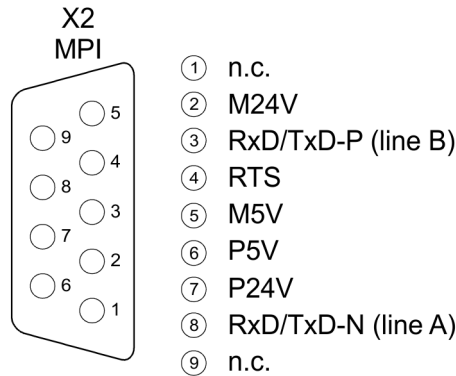 X2
MPI
5
9
4
8
3
7
2
6
1
1 n.c.
2 M24V
3 RxD/TxD-P (line B)
4 RTS
5 M5V
6 P5V
7 P24V
8 RxD/TxD-N (line A)
9 n.c.